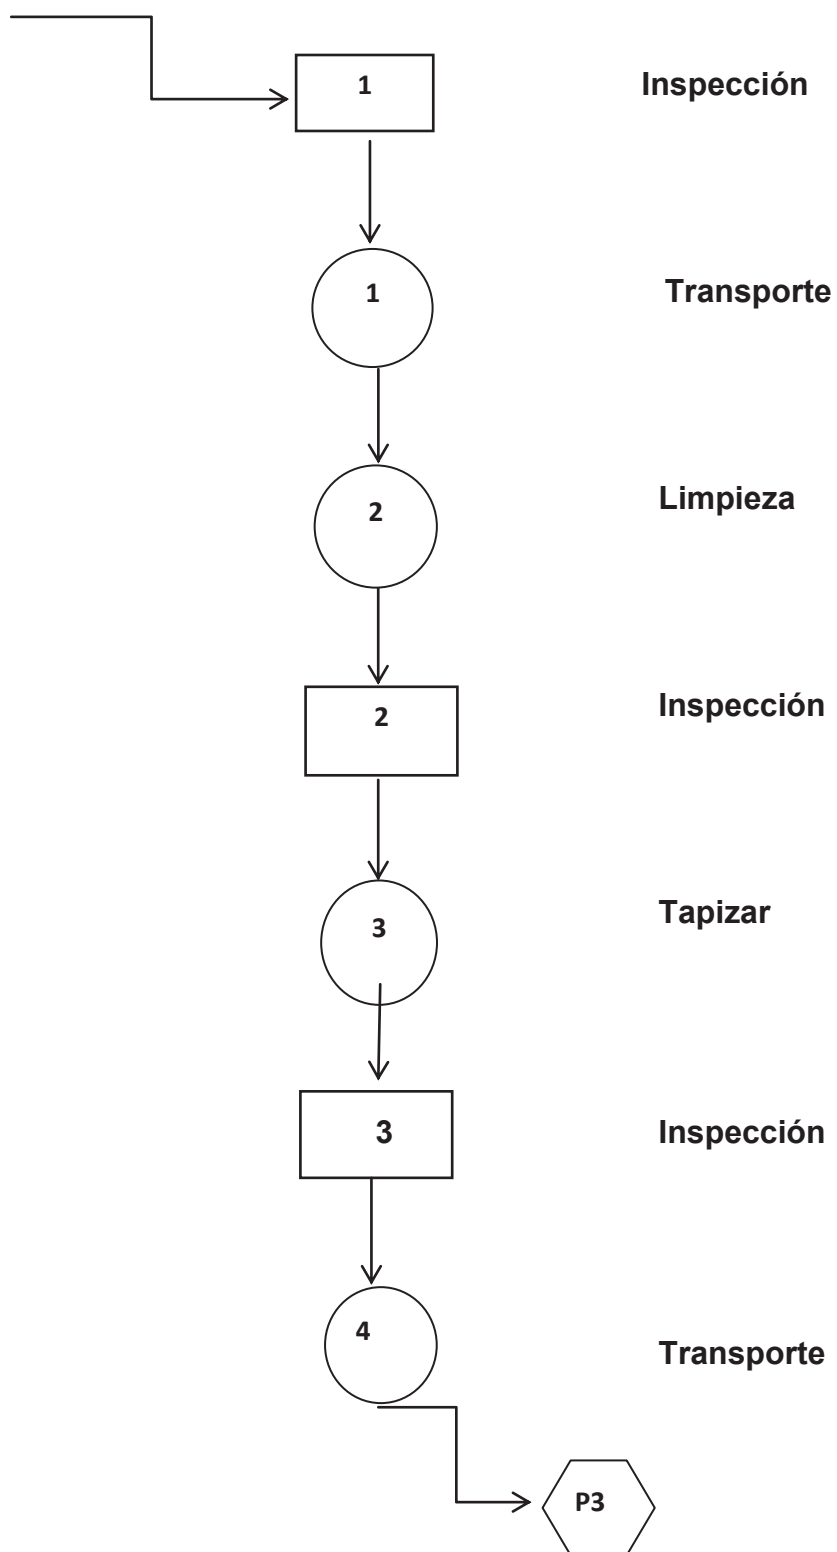 1 Inspección
1 Transporte
2 Limpieza
2 Inspección
3 Tapizar
3 Inspección
4 Transporte
P3